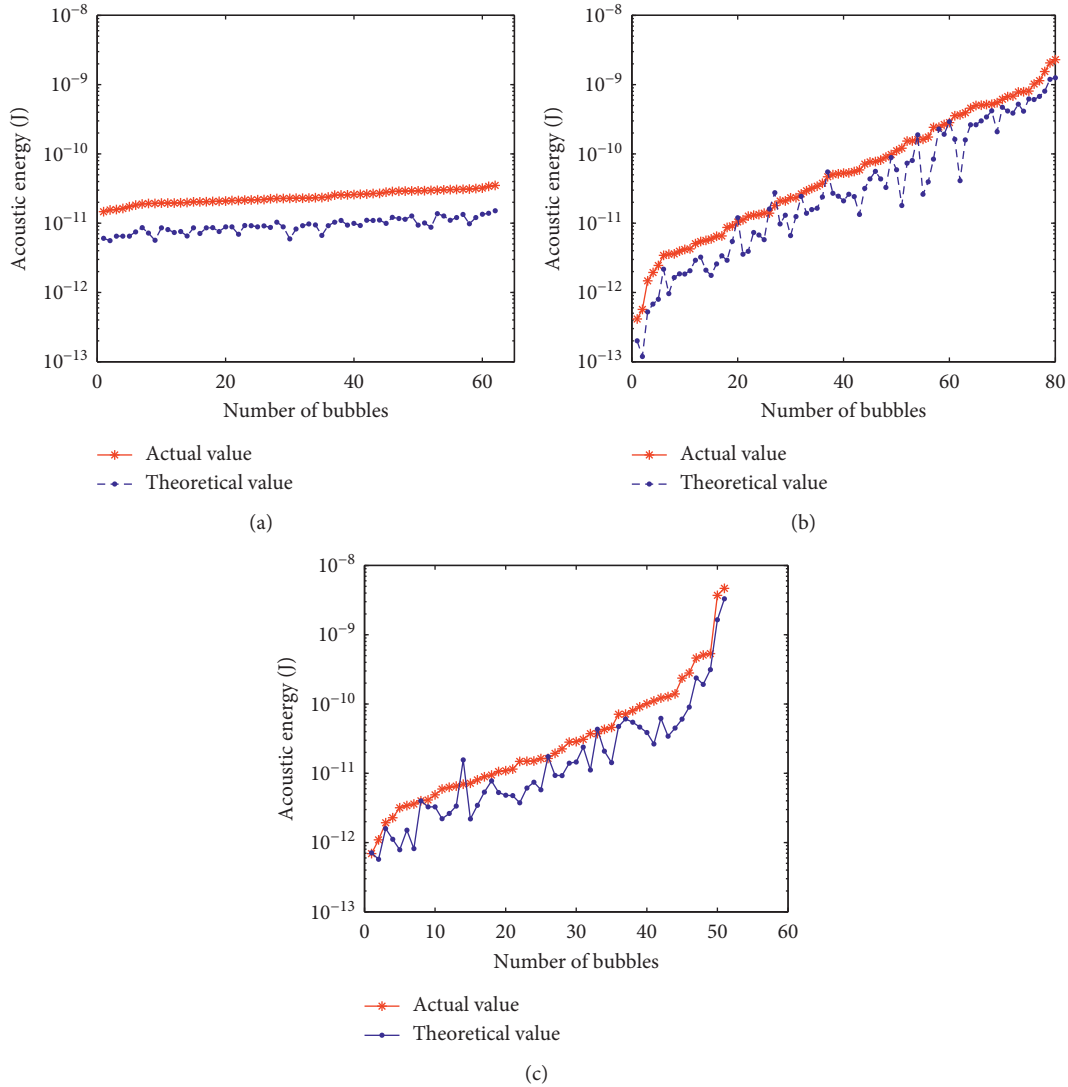 10⁻⁸
10⁻⁹
10⁻¹⁰
10⁻¹¹
10⁻¹²
10⁻¹³
Acoustic energy (J)
0 20 40 60
Number of bubbles
Actual value
Theoretical value
(a)
10⁻⁸
10⁻⁹
10⁻¹⁰
10⁻¹¹
10⁻¹²
10⁻¹³
Acoustic energy (J)
0 20 40 60 80
Number of bubbles
Actual value
Theoretical value
(b)
10⁻⁸
10⁻⁹
10⁻¹⁰
10⁻¹¹
10⁻¹²
10⁻¹³
Acoustic energy (J)
0 10 20 30 40 50 60
Number of bubbles
Actual value
Theoretical value
(c)